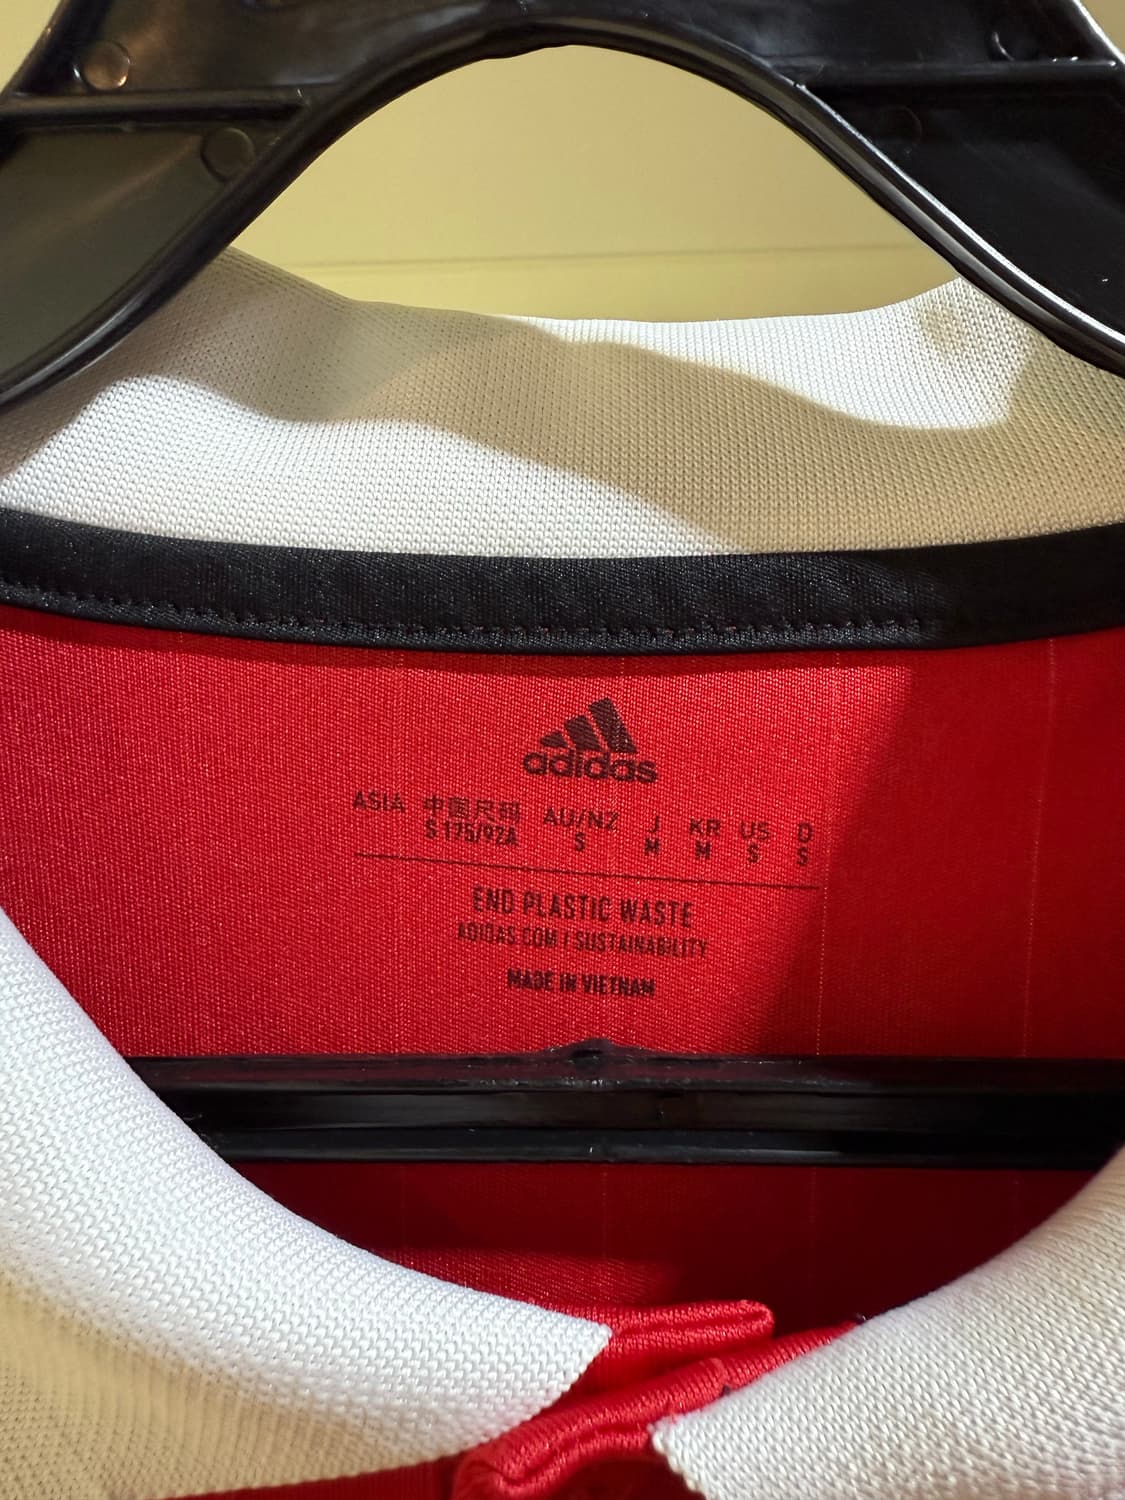 adidas
ASIA 中国尺码 AU/NZ J KR US D
S 175/92A S M M S S
END PLASTIC WASTE
ADIDAS.COM / SUSTAINABILITY
MADE IN VIETNAM